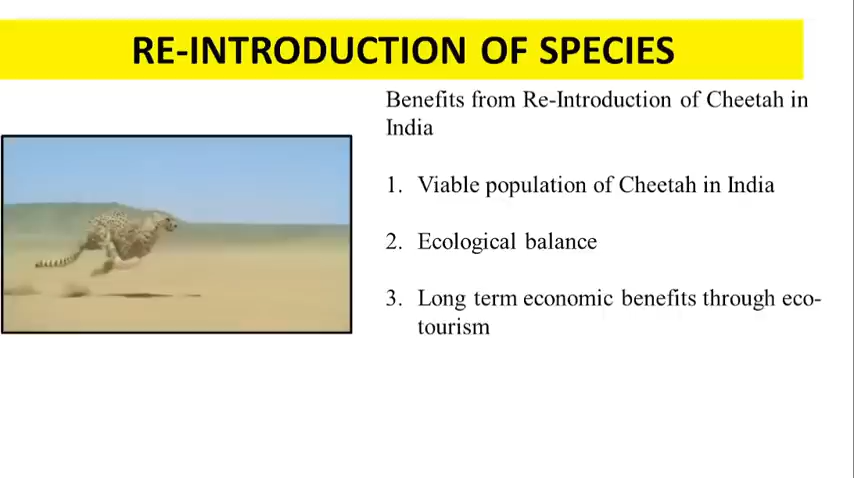 RE-INTRODUCTION OF SPECIES
Benefits from Re-Introduction of Cheetah in
India
1. Viable population of Cheetah in India
2. Ecological balance
3. Long term economic benefits through eco-
tourism